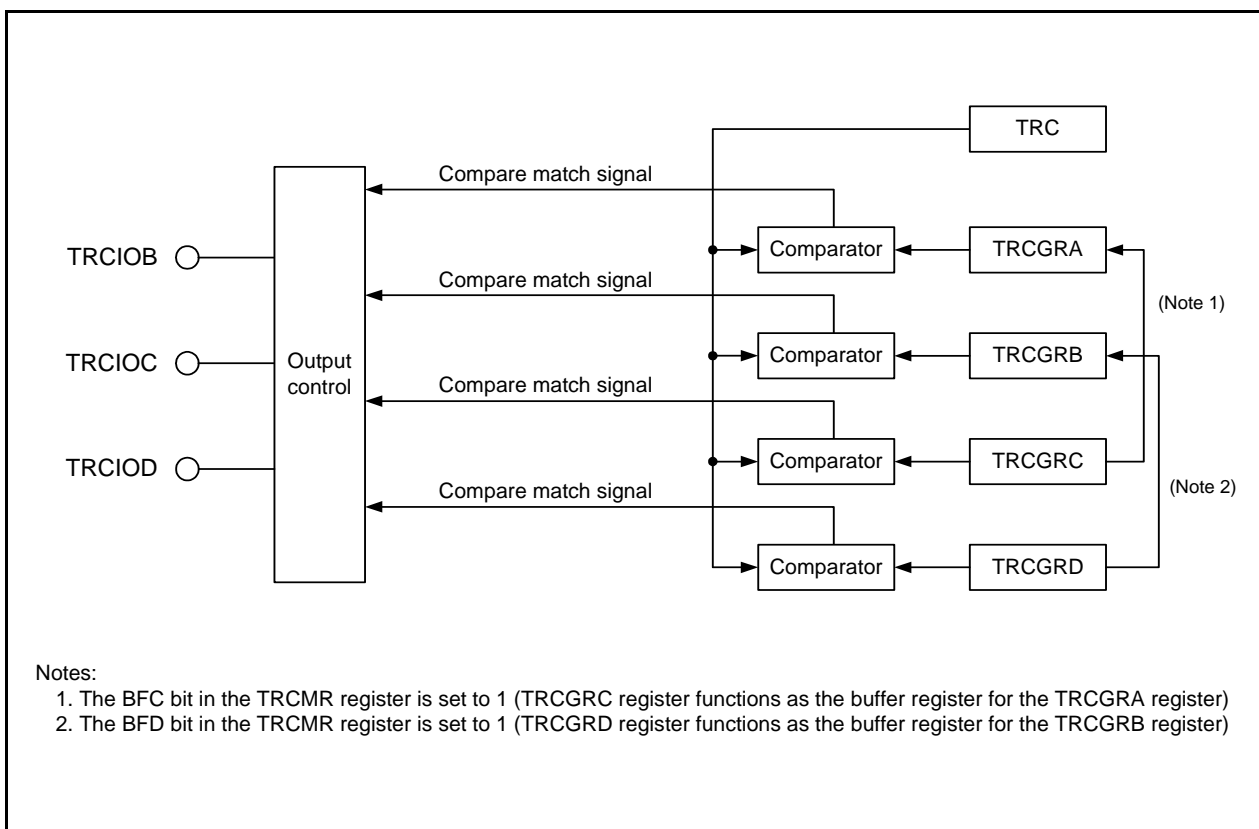 TRC
Compare match signal
Comparator
TRCGRA
TRCIOB
(Note 1)
Compare match signal
Comparator
TRCGRB
TRCIOC
Output
control
Compare match signal
Comparator
TRCGRC
TRCIOD
(Note 2)
Compare match signal
Comparator
TRCGRD
Notes:
1. The BFC bit in the TRCMR register is set to 1 (TRCGRC register functions as the buffer register for the TRCGRA register)
2. The BFD bit in the TRCMR register is set to 1 (TRCGRD register functions as the buffer register for the TRCGRB register)